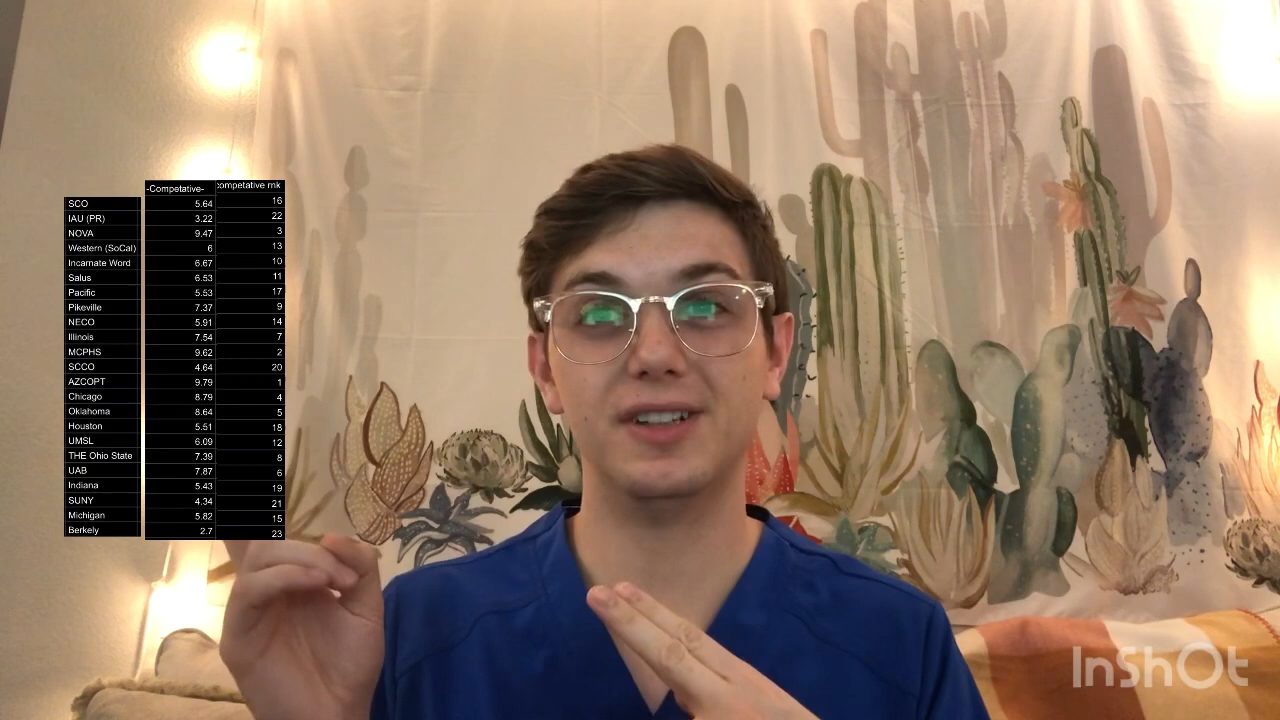 -Competative- -competative rnk
SCO 5.64 16
IAU (PR) 3.22 22
NOVA 9.47 3
Western (SoCal) 6 13
Incarnate Word 6.67 10
Salus 6.53 11
Pacific 5.53 17
Pikeville 7.37 9
NECO 5.91 14
Illinois 7.54 7
MCPHS 9.62 2
SCCO 4.64 20
AZCOPT 9.79 1
Chicago 8.79 4
Oklahoma 8.64 5
Houston 5.51 18
UMSL 6.09 12
THE Ohio State 7.39 8
UAB 7.87 6
Indiana 5.43 19
SUNY 4.34 21
Michigan 5.82 15
Berkely 2.7 23
InShOt